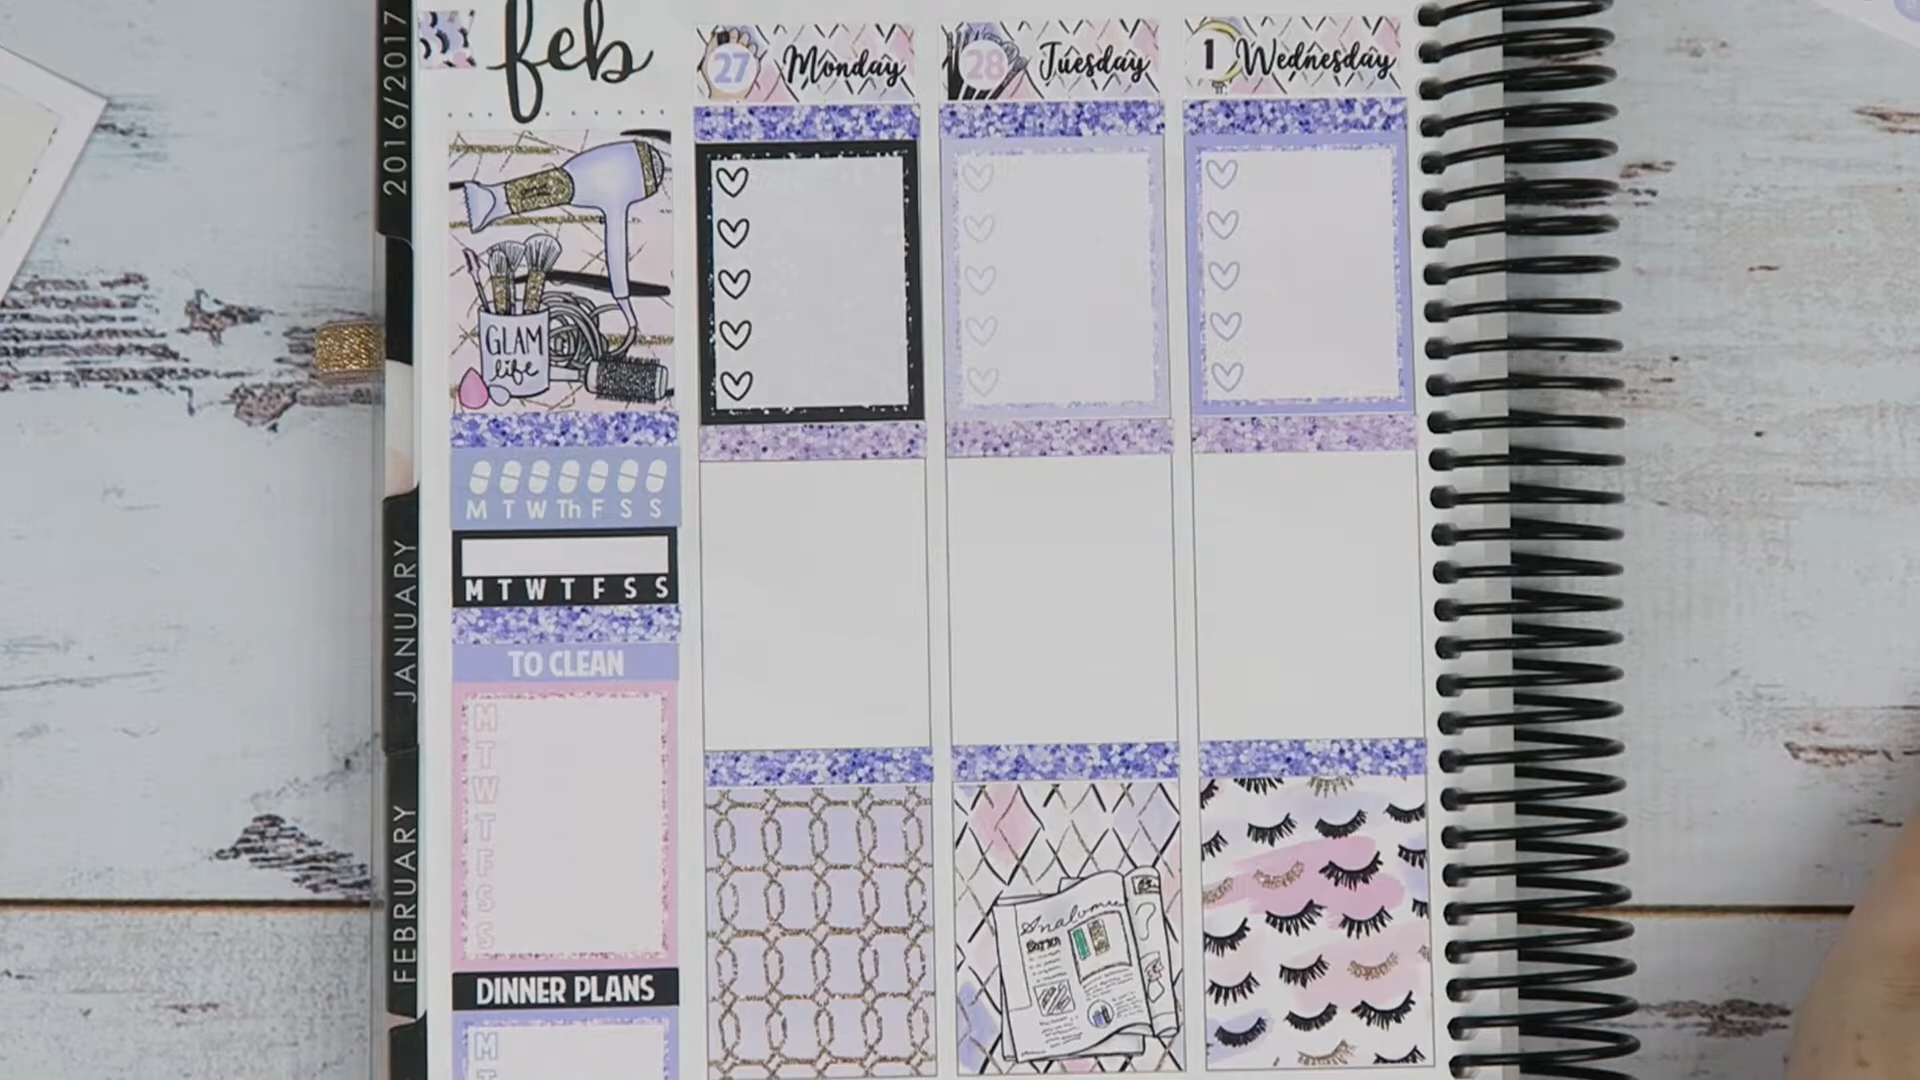 2016/2017
JANUARY
FEBRUARY
feb
27 Monday
28 Tuesday
1 Wednesday
GLAM
life
M T W Th F S S
M T W T F S S
TO CLEAN
M
T
W
T
F
S
S
DINNER PLANS
M
T